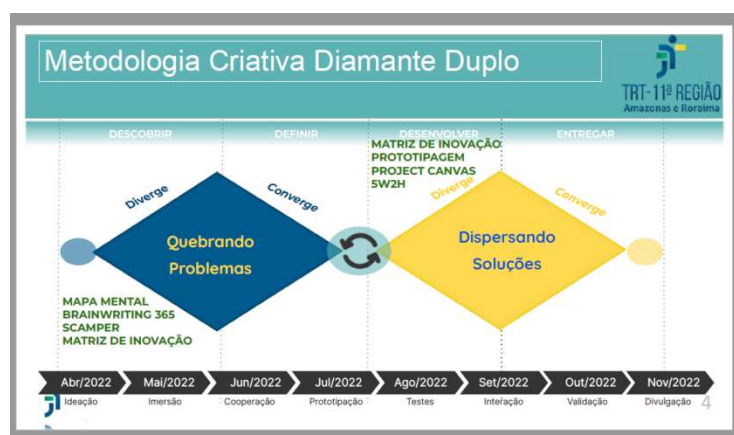 Metodologia Criativa Diamante Duplo
TRT-11ª REGIÃO
Amazonas e Roraima
DESCOBRIR
DEFINIR
DESENVOLVER
ENTREGAR
MATRIZ DE INOVAÇÃO
PROTOTIPAGEM
PROJECT CANVAS
5W2H
Diverge
Converge
Diverge
Converge
Quebrando
Problemas
Dispersando
Soluções
MAPA MENTAL
BRAINWRITING 365
SCAMPER
MATRIZ DE INOVAÇÃO
Abr/2022
Mai/2022
Jun/2022
Jul/2022
Ago/2022
Set/2022
Out/2022
Nov/2022
Ideação
Imersão
Cooperação
Prototipação
Testes
Interação
Validação
Divulgação
4